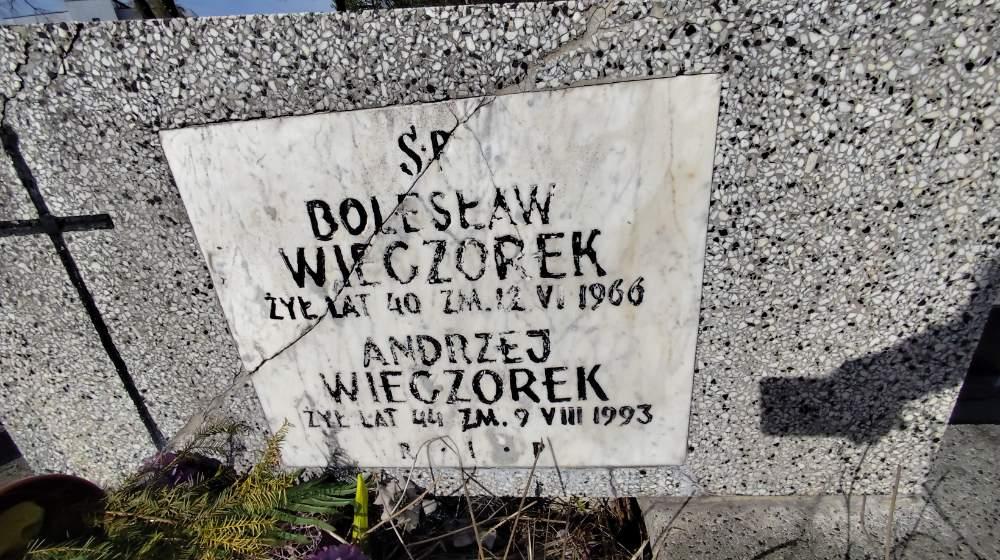 Ś.P.
BOLESŁAW
WIECZOREK
ŻYŁ LAT 40 ZM. 12 VI 1966
ANDRZEJ
WIECZOREK
ŻYŁ LAT 44 ZM. 9 VIII 1993
R · I · P